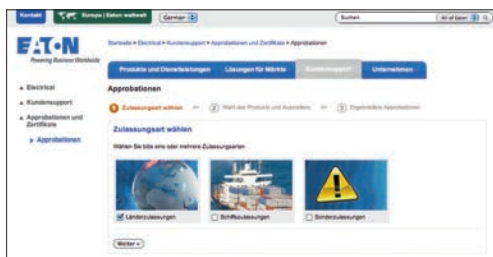 Kontakt
Europe | Eaton weltweit
German
Suchen
All of Eaton
EATON
Powering Business Worldwide
Startseite > Electrical > Kundensupport > Approbationen und Zertifikate > Approbationen
Produkte und Dienstleistungen
Lösungen für Märkte
Kundensupport
Unternehmen
Electrical
Kundensupport
Approbationen und
Zertifikate
Approbationen
Approbationen
1 Zulassungsart wählen
2 Wahl des Produkts und Ausstellers
3 Ergebnisliste Approbationen
Zulassungsart wählen
Wählen Sie bitte eine oder mehrere Zulassungsarten
Länderzulassungen
Schiffszulassungen
Sonderzulassungen
Weiter »